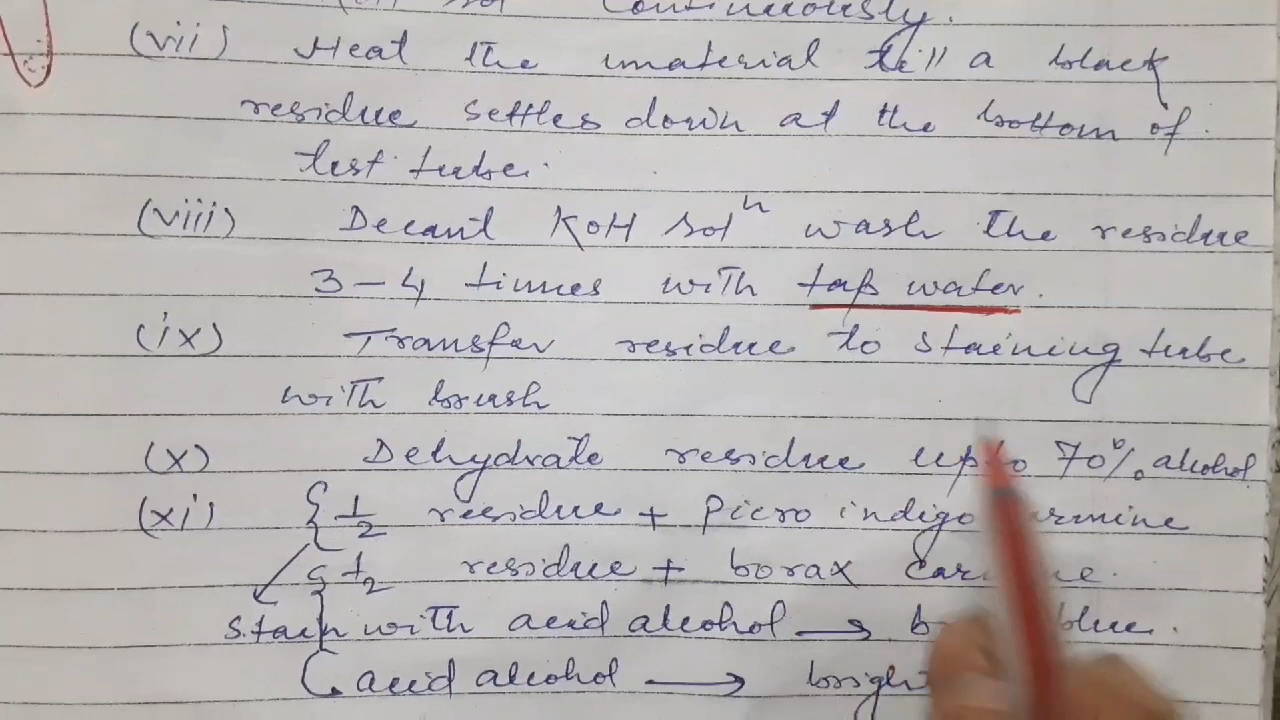 continuously.
(vii) Heat the material till a black
residue settles down at the bottom of
test tube.
(viii) Decant KOH solⁿ wash the residue
3-4 times with tap water.
(ix) Transfer residue to staining tube
with brush
(x) Dehydrate residue upto 70% alcohol
(xi) { 1/2 residue + Picro indigo
{ 1/2 residue + borax
Stain with acid alcohol → blue.
acid alcohol →